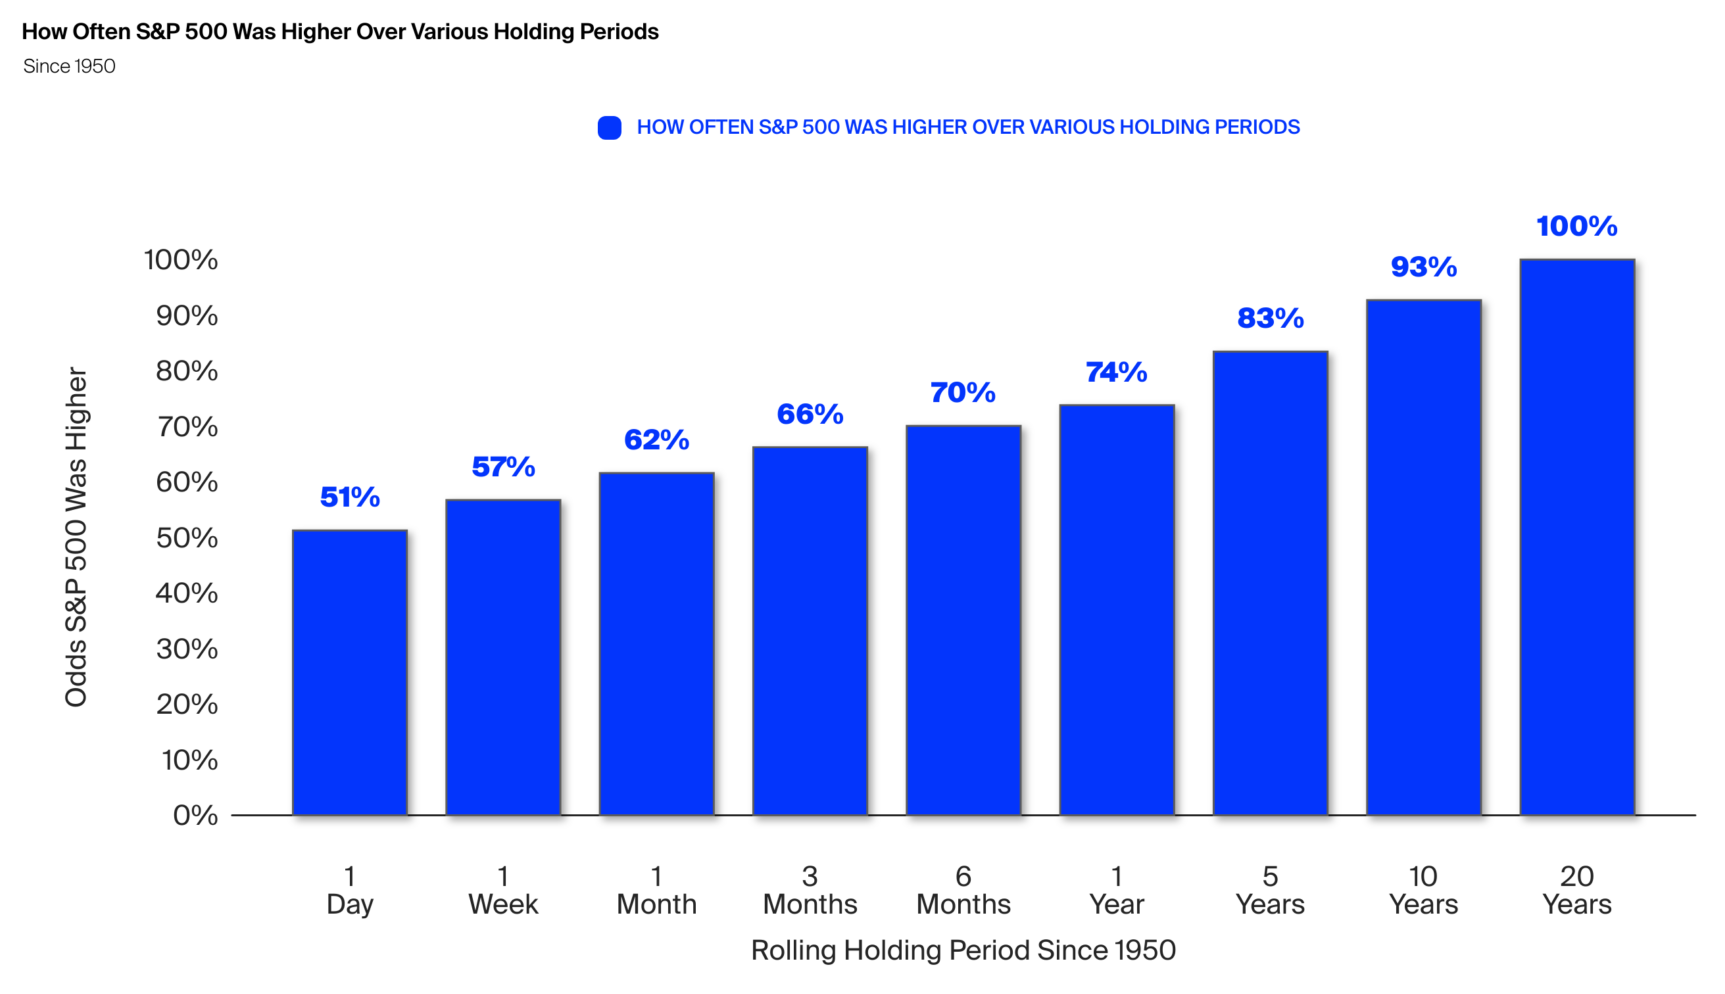 How Often S&P 500 Was Higher Over Various Holding Periods
Since 1950
HOW OFTEN S&P 500 WAS HIGHER OVER VARIOUS HOLDING PERIODS
Odds S&P 500 Was Higher
100%
90%
80%
70%
60%
50%
40%
30%
20%
10%
0%
51%
57%
62%
66%
70%
74%
83%
93%
100%
1
Day
1
Week
1
Month
3
Months
6
Months
1
Year
5
Years
10
Years
20
Years
Rolling Holding Period Since 1950